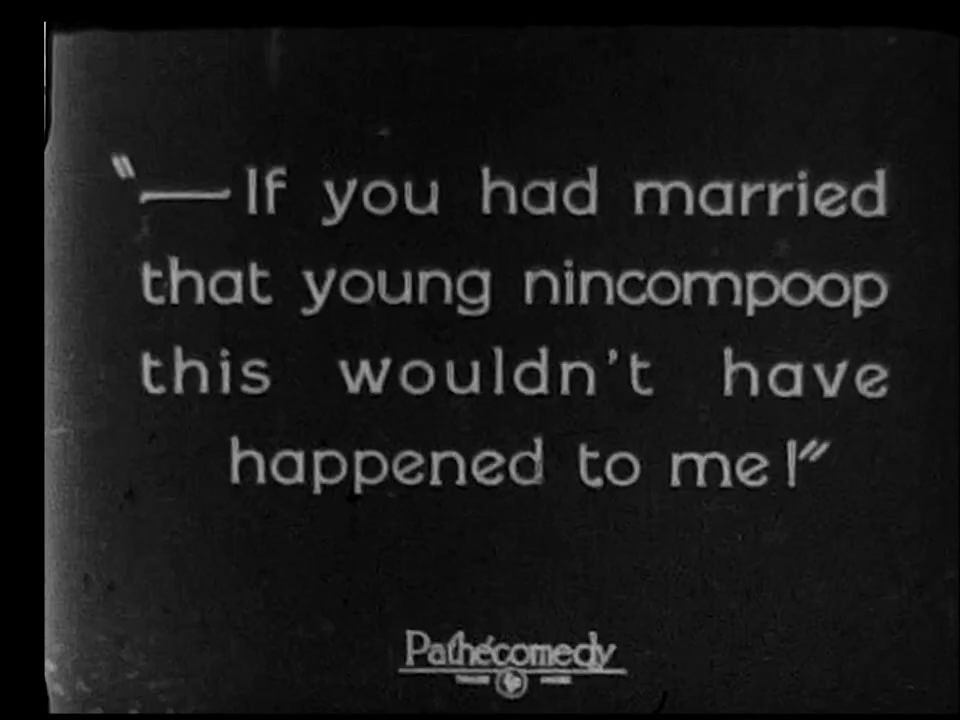 "—If you had married
that young nincompoop
this wouldn't have
happened to me!"
Pathécomedy